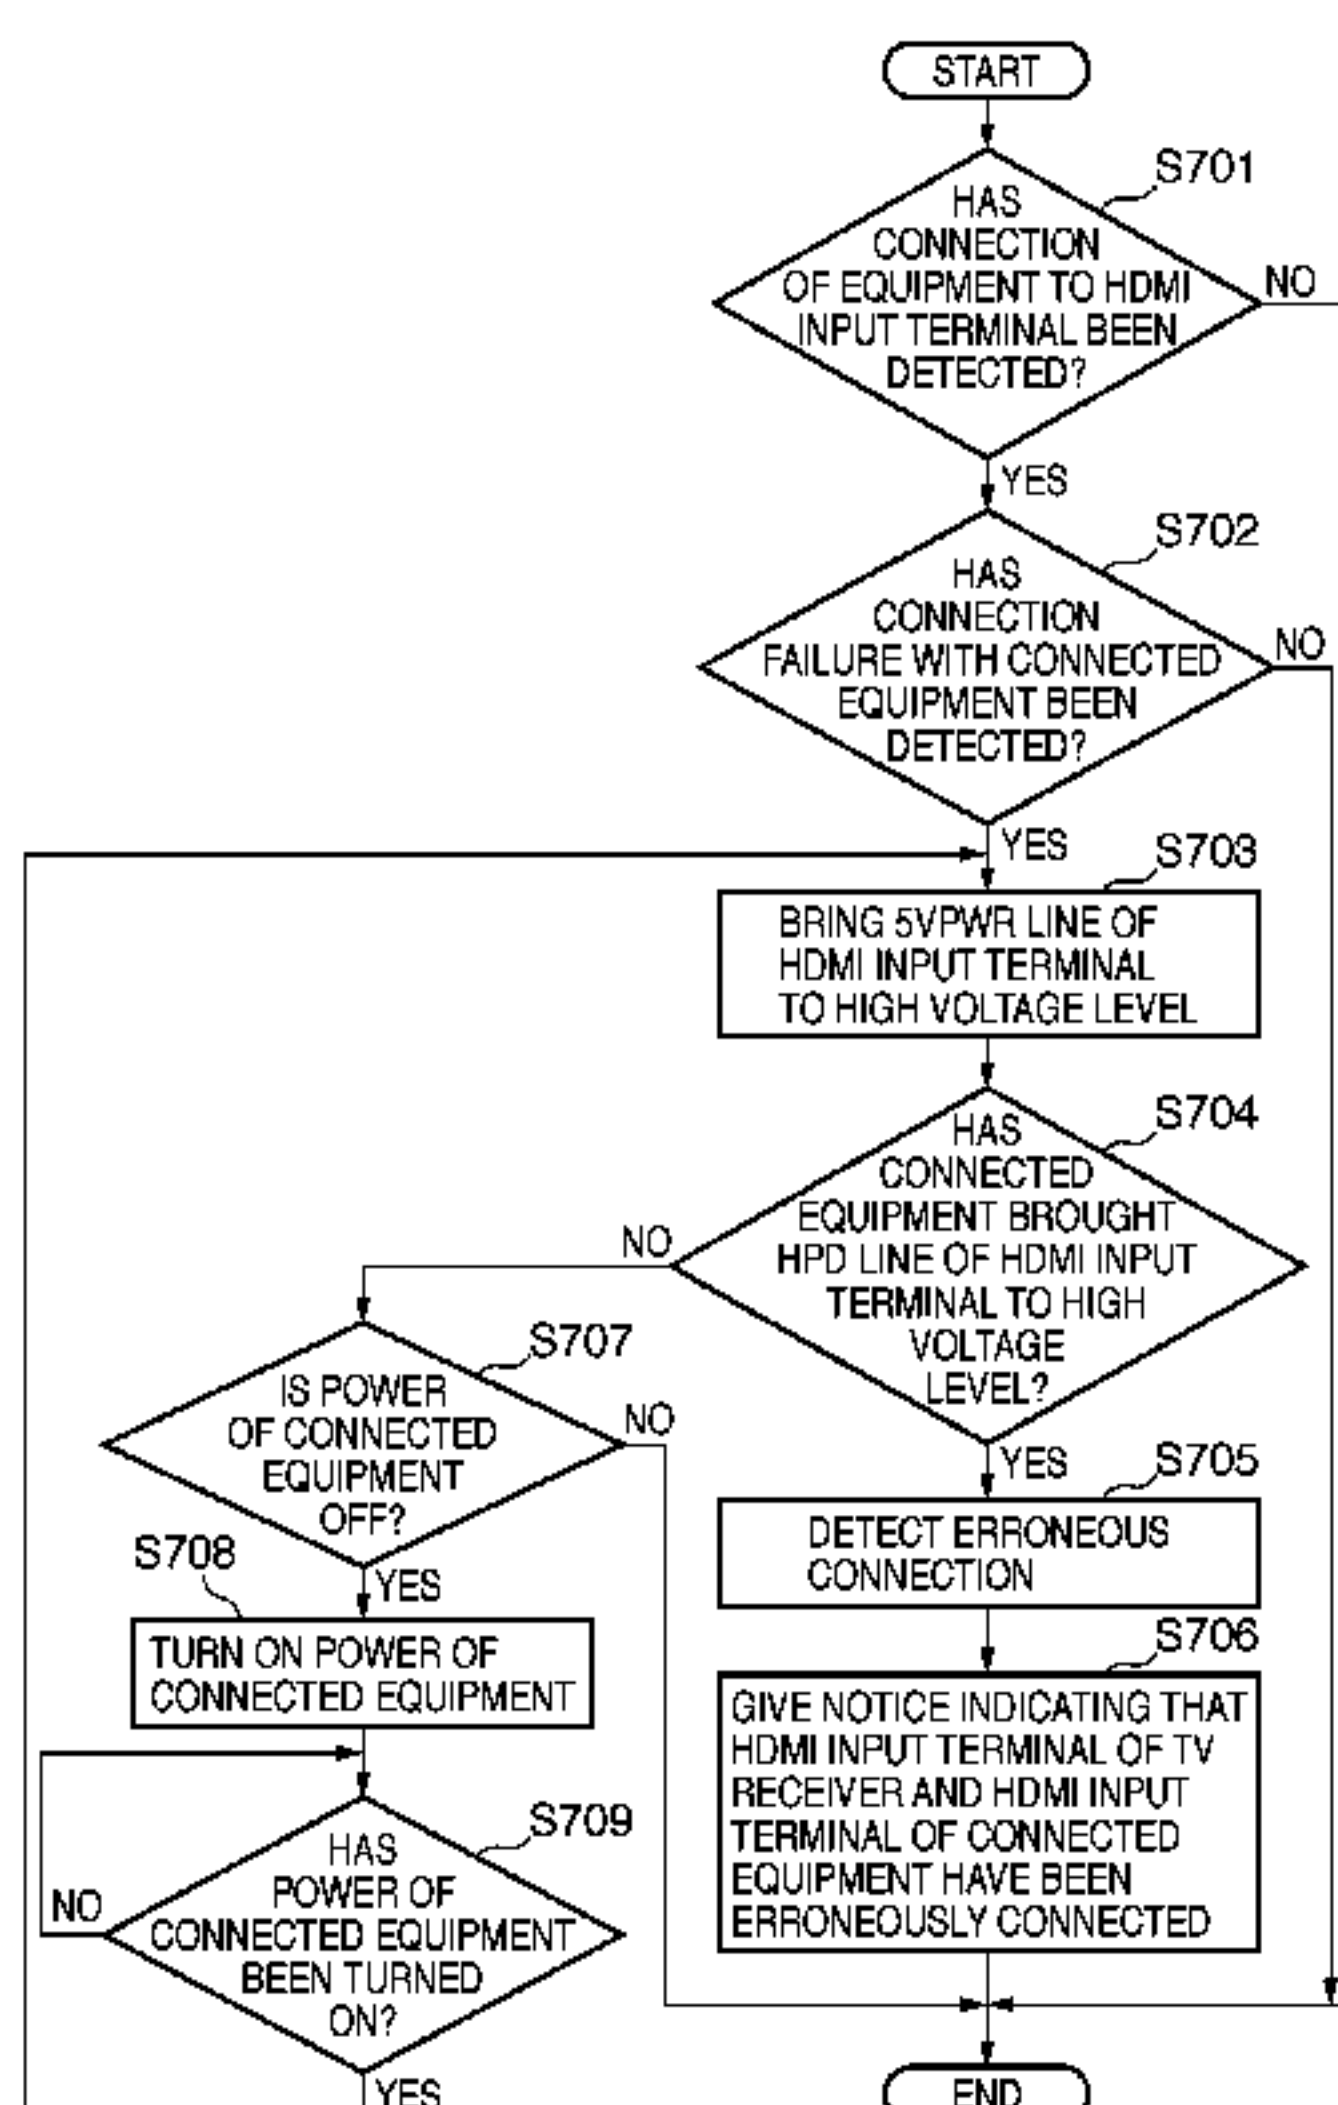 START
S701
HAS
CONNECTION
OF EQUIPMENT TO HDMI
INPUT TERMINAL BEEN
DETECTED?
NO
YES
S702
HAS
CONNECTION
FAILURE WITH CONNECTED
EQUIPMENT BEEN
DETECTED?
NO
YES
S703
BRING 5VPWR LINE OF
HDMI INPUT TERMINAL
TO HIGH VOLTAGE LEVEL
S704
HAS
CONNECTED
EQUIPMENT BROUGHT
HPD LINE OF HDMI INPUT
TERMINAL TO HIGH
VOLTAGE
LEVEL?
NO
YES
S705
DETECT ERRONEOUS
CONNECTION
S706
GIVE NOTICE INDICATING THAT
HDMI INPUT TERMINAL OF TV
RECEIVER AND HDMI INPUT
TERMINAL OF CONNECTED
EQUIPMENT HAVE BEEN
ERRONEOUSLY CONNECTED
S707
IS POWER
OF CONNECTED
EQUIPMENT
OFF?
NO
YES
S708
TURN ON POWER OF
CONNECTED EQUIPMENT
S709
HAS
POWER OF
CONNECTED EQUIPMENT
BEEN TURNED
ON?
NO
YES
END